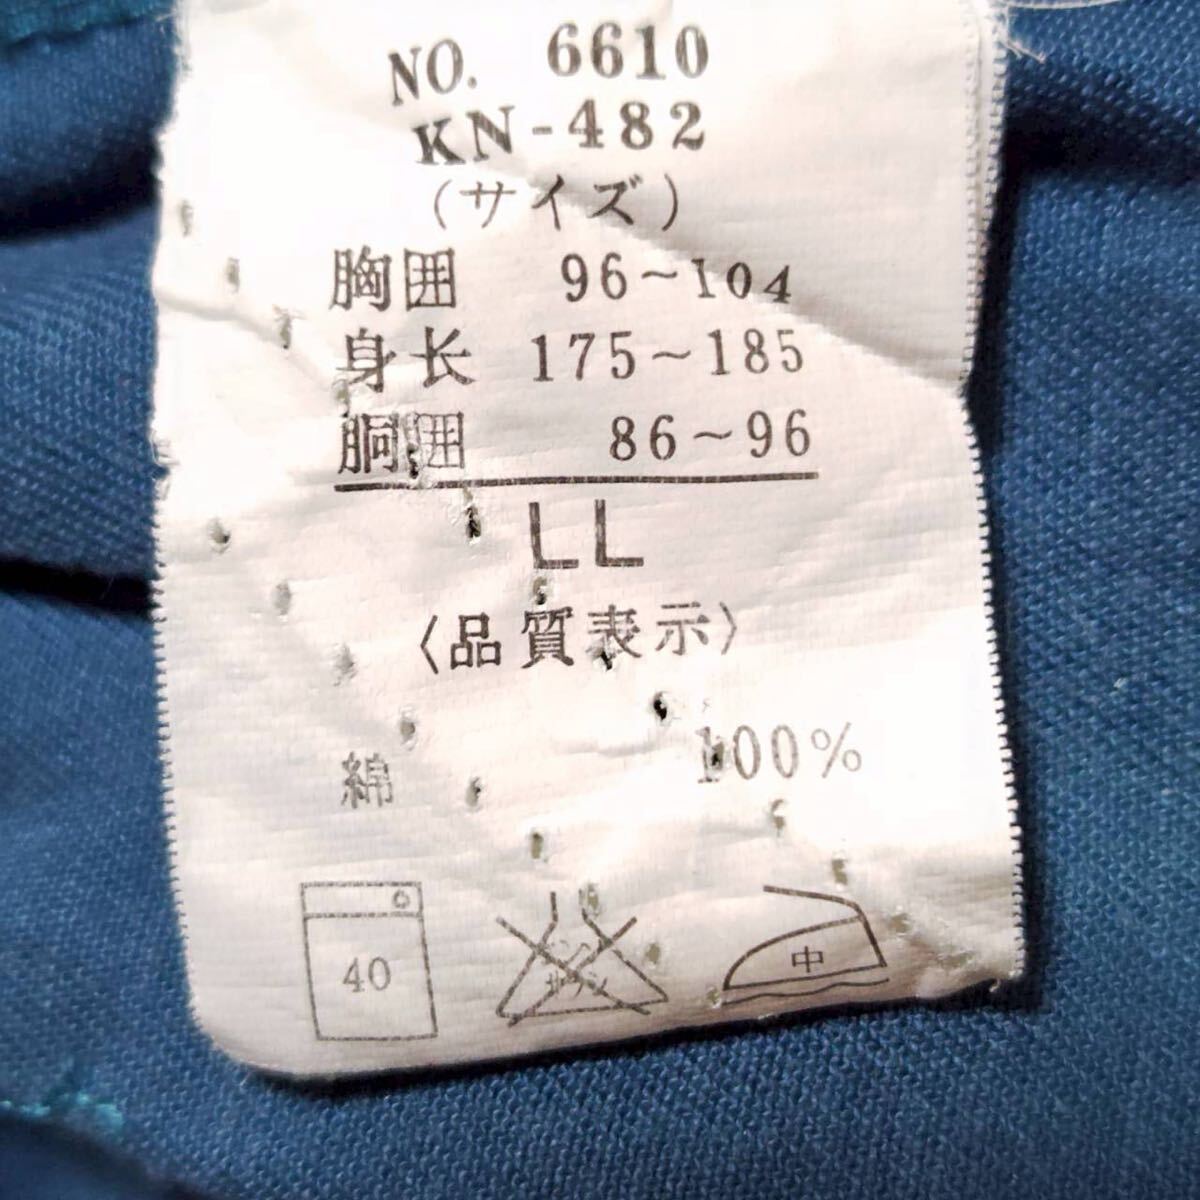 NO. 6610
KN-482
(サイズ)
胸囲 96~104
身長 175~185
胴囲 86~96
LL
〈品質表示〉
綿 100%
40
中